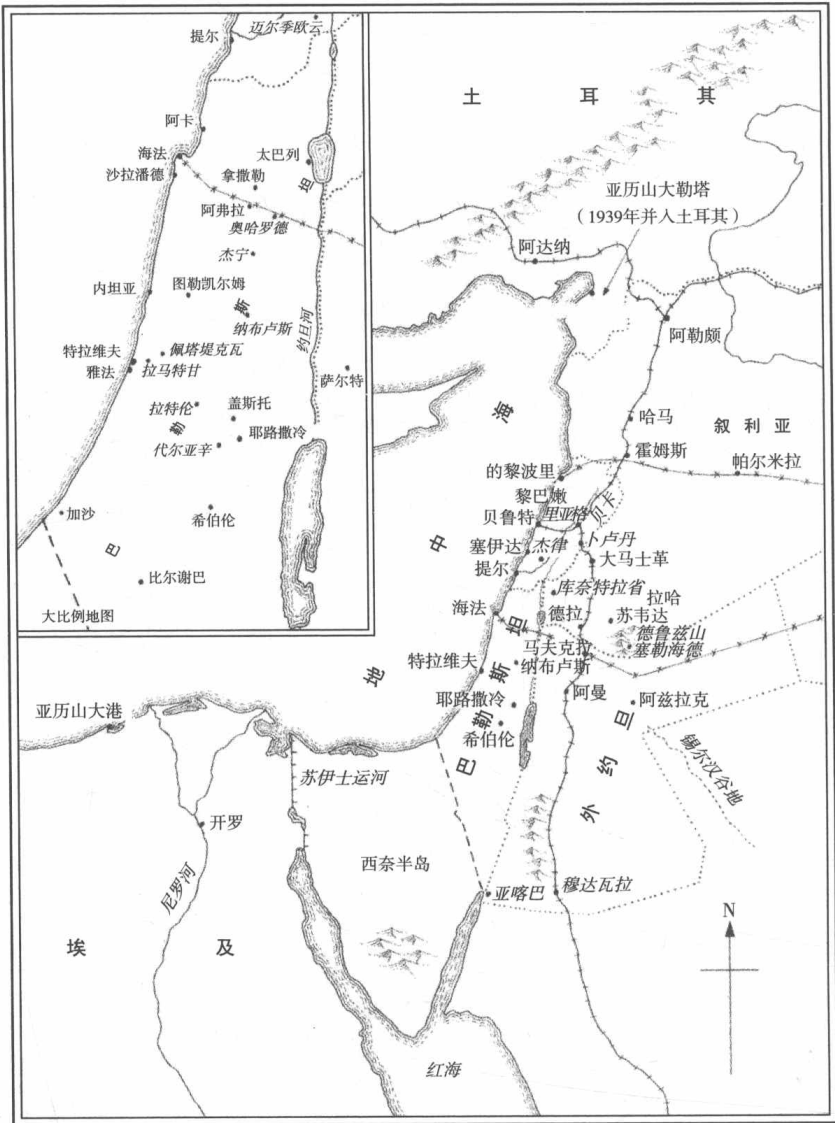 提尔
迈尔季欧云
阿卡
海法
太巴列
沙拉潘德
拿撒勒
坦
阿弗拉
奥哈罗德
杰宁
内坦亚
图勒凯尔姆
斯
纳布卢斯
约旦河
特拉维夫
佩塔提克瓦
雅法
拉马特甘
萨尔特
拉特伦
盖斯托
勒
耶路撒冷
代尔亚辛
加沙
希伯伦
巴
比尔谢巴
大比例地图
土耳其
亚历山大勒塔
（1939年并入土耳其）
阿达纳
阿勒颇
哈马
叙利亚
霍姆斯
帕尔米拉
的黎波里
黎巴嫩
贝鲁特
里亚格
贝卡
卜卢丹
塞伊达
杰律
大马士革
提尔
库奈特拉省
拉哈
海法
德拉
苏韦达
德鲁兹山
塞勒海德
马夫克拉
特拉维夫
纳布卢斯
耶路撒冷
阿曼
阿兹拉克
希伯伦
地中海
巴勒斯坦
外约旦
锡尔汉谷地
亚历山大港
苏伊士运河
开罗
尼罗河
西奈半岛
亚喀巴
穆达瓦拉
埃及
红海
N